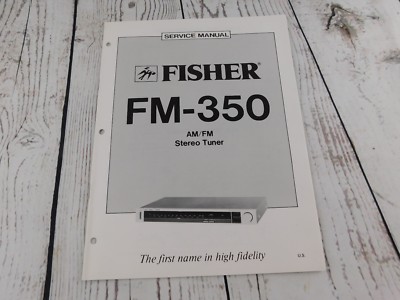 SERVICE MANUAL
FISHER®
FM-350
AM/FM
Stereo Tuner
The first name in high fidelity